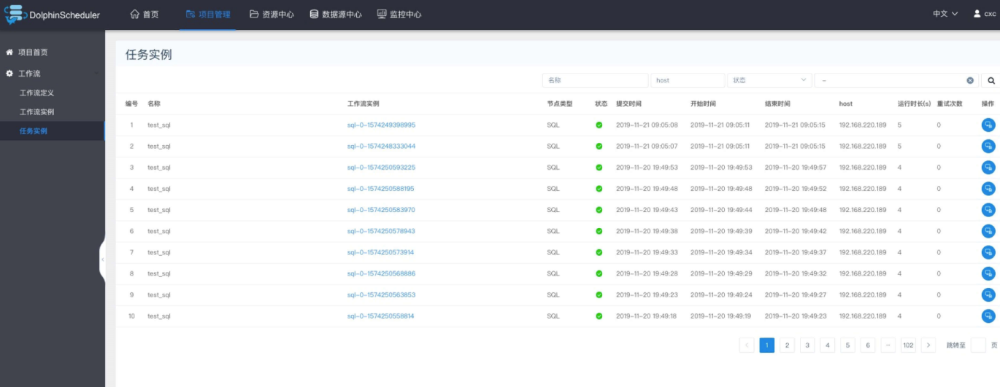 DolphinScheduler 首页 项目管理 资源中心 数据源中心 监控中心 中文 cxc
项目首页
工作流
工作流定义
工作流实例
任务实例
任务实例
名称 host 状态 –
编号 名称 工作流实例 节点类型 状态 提交时间 开始时间 结束时间 host 运行时长(s) 重试次数 操作
1 test_sql sql-0-1574249398995 SQL 2019-11-21 09:05:08 2019-11-21 09:05:11 2019-11-21 09:05:15 192.168.220.189 5 0
2 test_sql sql-0-1574248333044 SQL 2019-11-21 09:05:07 2019-11-21 09:05:11 2019-11-21 09:05:15 192.168.220.189 5 0
3 test_sql sql-0-1574250593225 SQL 2019-11-20 19:49:53 2019-11-20 19:49:53 2019-11-20 19:49:57 192.168.220.189 4 0
4 test_sql sql-0-1574250588195 SQL 2019-11-20 19:49:48 2019-11-20 19:49:48 2019-11-20 19:49:52 192.168.220.189 4 0
5 test_sql sql-0-1574250583970 SQL 2019-11-20 19:49:43 2019-11-20 19:49:44 2019-11-20 19:49:48 192.168.220.189 4 0
6 test_sql sql-0-1574250578943 SQL 2019-11-20 19:49:38 2019-11-20 19:49:39 2019-11-20 19:49:42 192.168.220.189 4 0
7 test_sql sql-0-1574250573914 SQL 2019-11-20 19:49:33 2019-11-20 19:49:34 2019-11-20 19:49:37 192.168.220.189 4 0
8 test_sql sql-0-1574250568886 SQL 2019-11-20 19:49:28 2019-11-20 19:49:29 2019-11-20 19:49:32 192.168.220.189 4 0
9 test_sql sql-0-1574250563853 SQL 2019-11-20 19:49:23 2019-11-20 19:49:24 2019-11-20 19:49:27 192.168.220.189 4 0
10 test_sql sql-0-1574250558814 SQL 2019-11-20 19:49:18 2019-11-20 19:49:19 2019-11-20 19:49:23 192.168.220.189 4 0
1 2 3 4 5 6 ... 102 跳转至 页